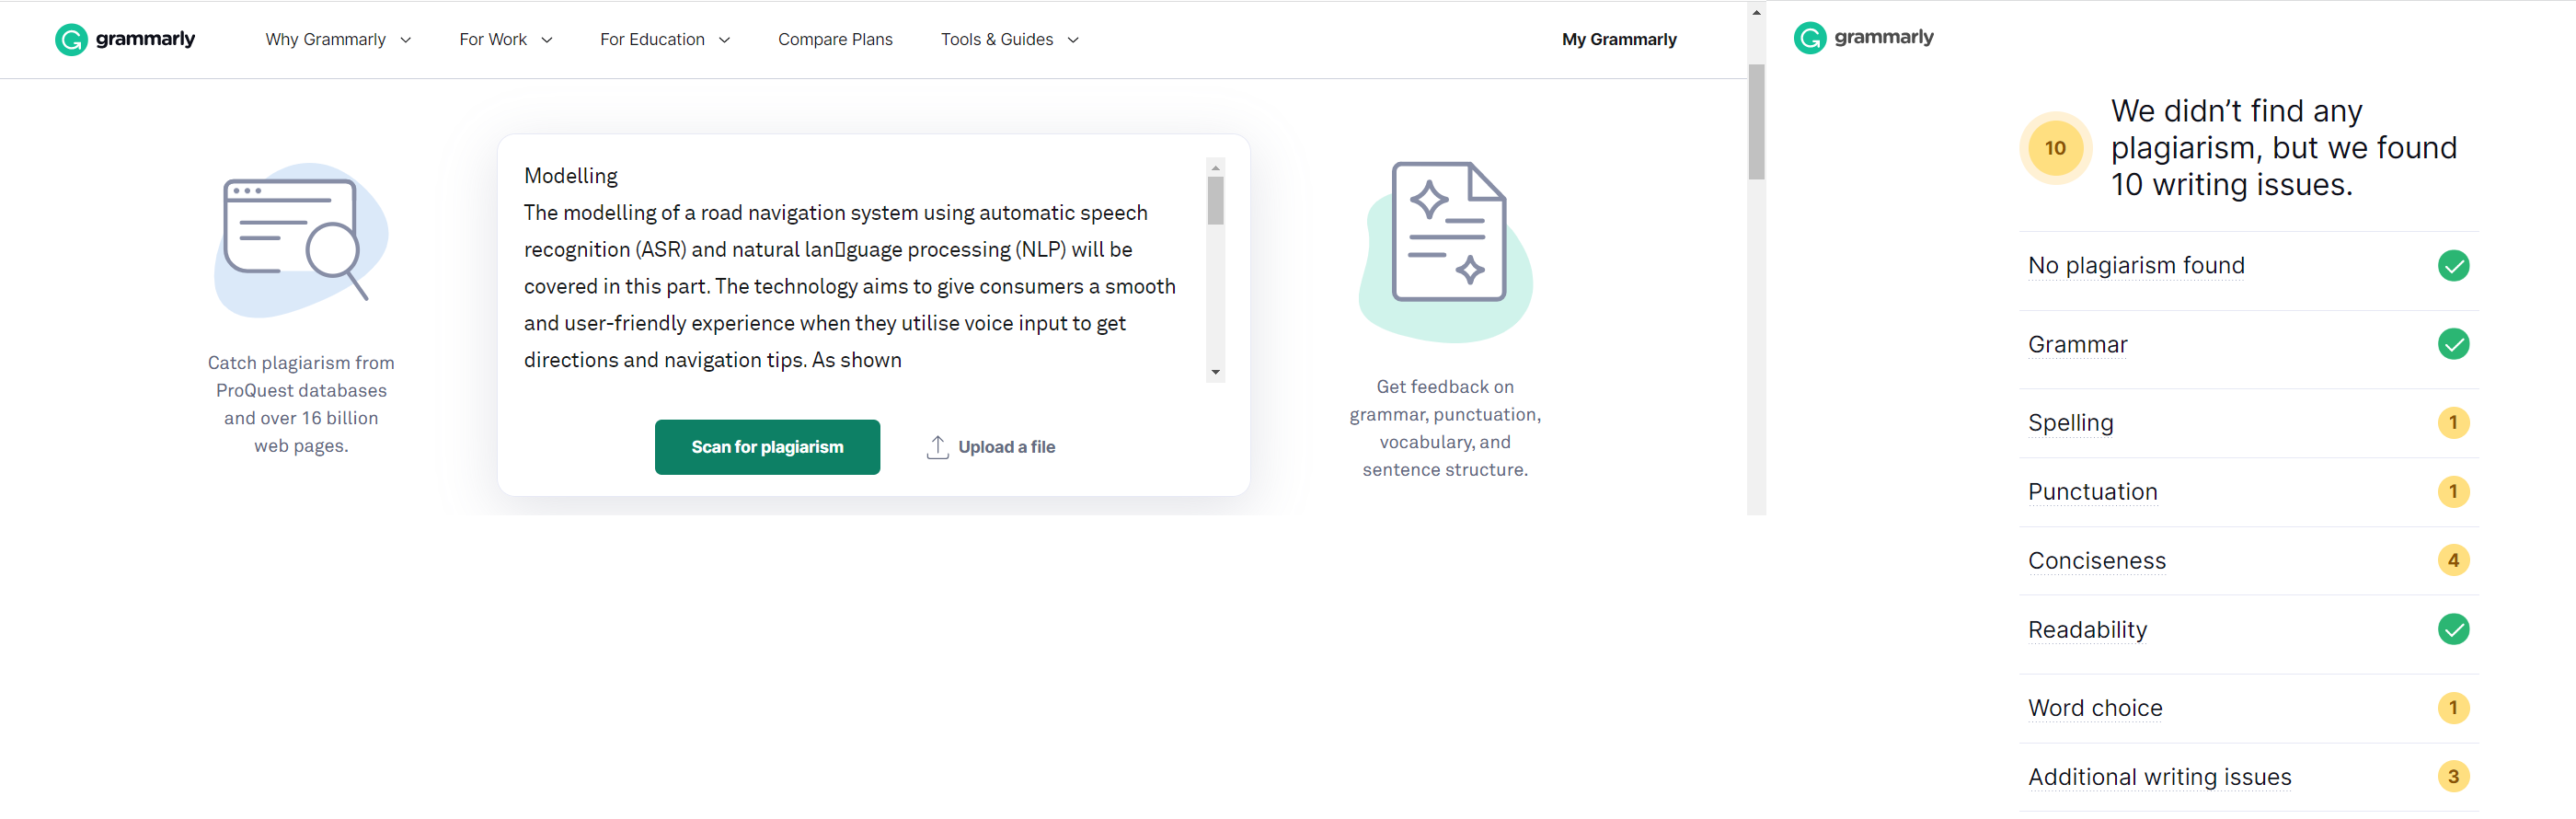 grammarly
Why Grammarly
For Work
For Education
Compare Plans
Tools & Guides
My Grammarly
Catch plagiarism from
ProQuest databases
and over 16 billion
web pages.
Modelling
The modelling of a road navigation system using automatic speech
recognition (ASR) and natural lan▯guage processing (NLP) will be
covered in this part. The technology aims to give consumers a smooth
and user-friendly experience when they utilise voice input to get
directions and navigation tips. As shown
Scan for plagiarism
Upload a file
Get feedback on
grammar, punctuation,
vocabulary, and
sentence structure.
grammarly
10
We didn’t find any
plagiarism, but we found
10 writing issues.
No plagiarism found
Grammar
Spelling 1
Punctuation 1
Conciseness 4
Readability
Word choice 1
Additional writing issues 3